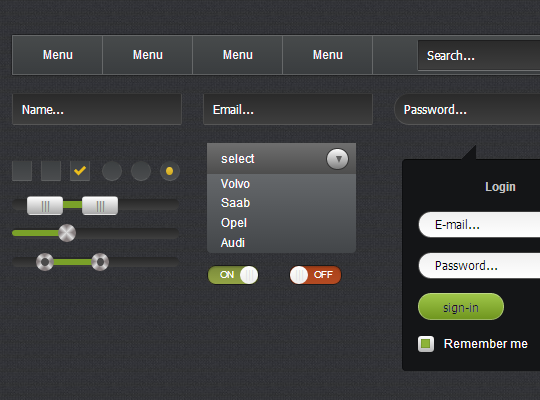 Menu Menu Menu Menu Search...
Name... Email... Password...
select
Volvo
Saab
Opel
Audi
ON OFF
Login
E-mail...
Password...
sign-in
Remember me